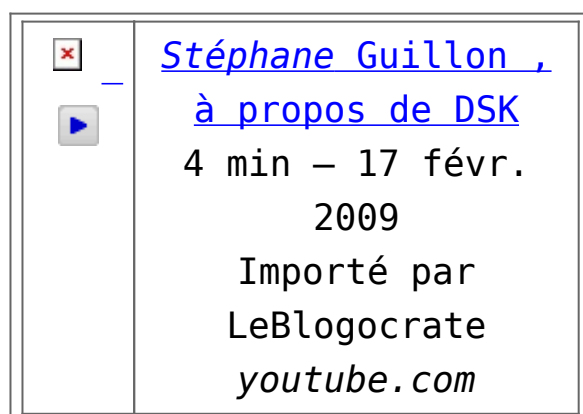 Stéphane Guillon ,
à propos de DSK
4 min – 17 févr.
2009
Importé par
LeBlogocrate
youtube.com